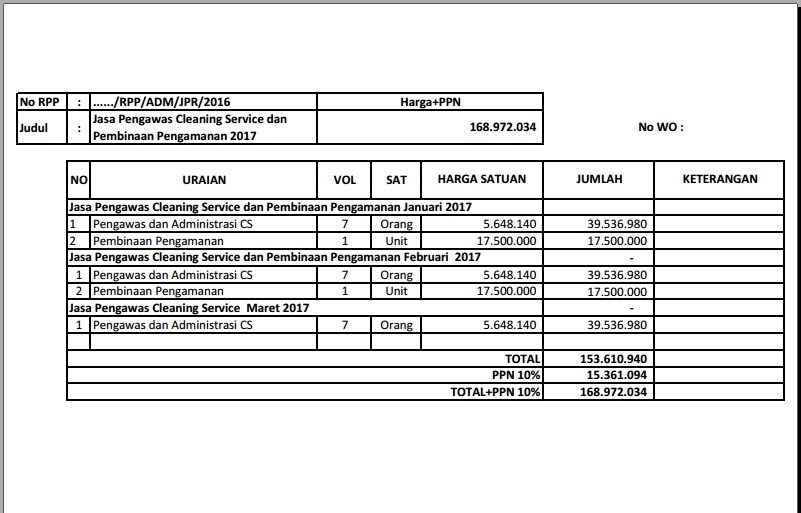 No RPP : ....../RPP/ADM/JPR/2016 Harga+PPN
Judul : Jasa Pengawas Cleaning Service dan
Pembinaan Pengamanan 2017 168.972.034 No WO :
NO URAIAN VOL SAT HARGA SATUAN JUMLAH KETERANGAN
Jasa Pengawas Cleaning Service dan Pembinaan Pengamanan Januari 2017
1 Pengawas dan Administrasi CS 7 Orang 5.648.140 39.536.980
2 Pembinaan Pengamanan 1 Unit 17.500.000 17.500.000
Jasa Pengawas Cleaning Service dan Pembinaan Pengamanan Februari 2017 -
1 Pengawas dan Administrasi CS 7 Orang 5.648.140 39.536.980
2 Pembinaan Pengamanan 1 Unit 17.500.000 17.500.000
Jasa Pengawas Cleaning Service Maret 2017 -
1 Pengawas dan Administrasi CS 7 Orang 5.648.140 39.536.980
TOTAL 153.610.940
PPN 10% 15.361.094
TOTAL+PPN 10% 168.972.034